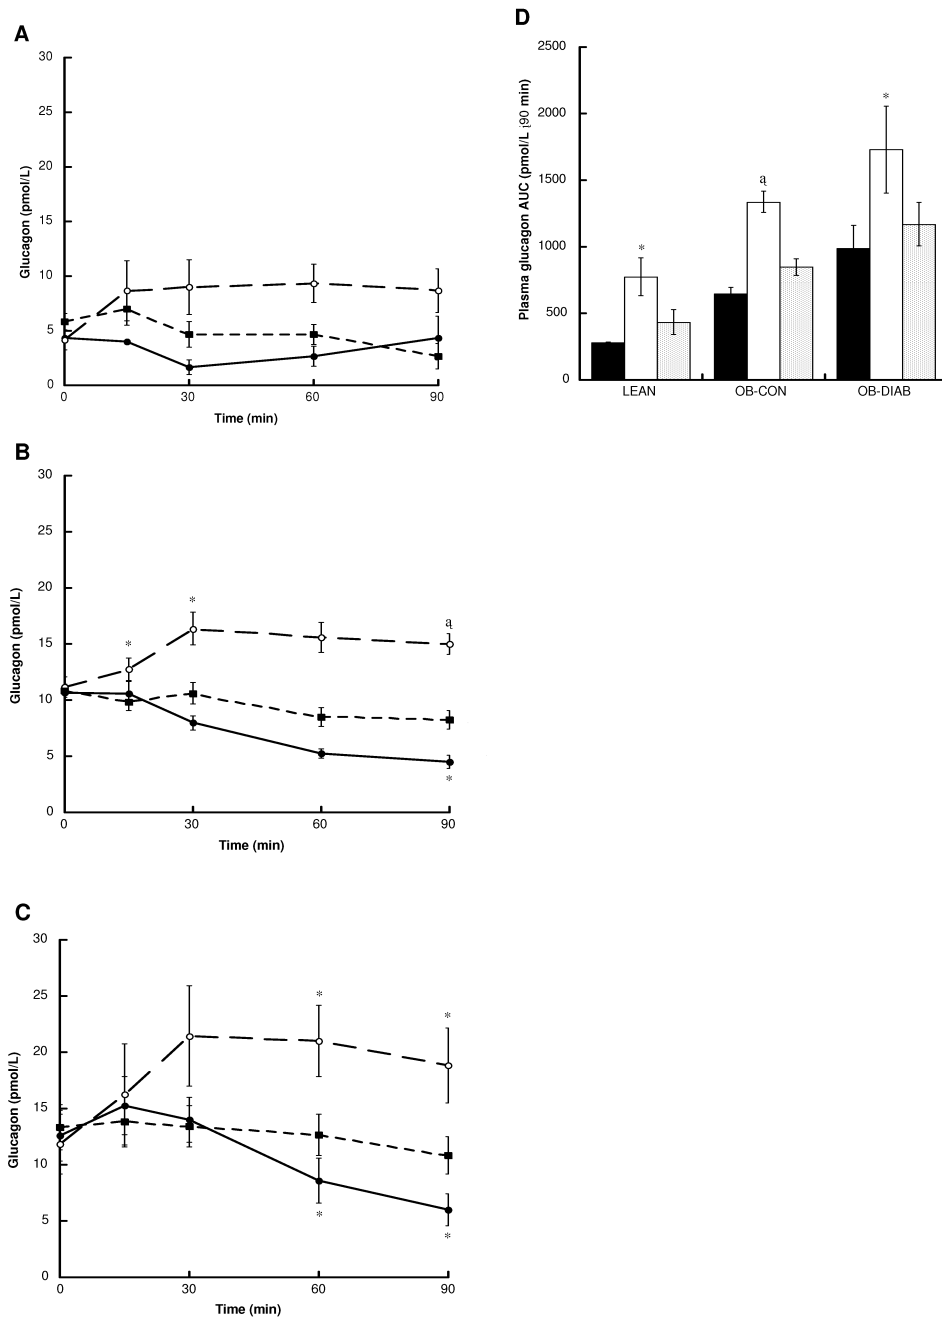 A
30
25
20
15
10
5
0
Glucagon (pmol/L)
0 30 60 90
Time (min)
B
30
25
20
15
10
5
0
Glucagon (pmol/L)
* * ą
*
0 30 60 90
Time (min)
C
30
25
20
15
10
5
0
Glucagon (pmol/L)
* *
* *
0 30 60 90
Time (min)
D
2500
2000
1500
1000
500
0
Plasma glucagon AUC (pmol/L į90 min)
* ą *
LEAN OB-CON OB-DIAB